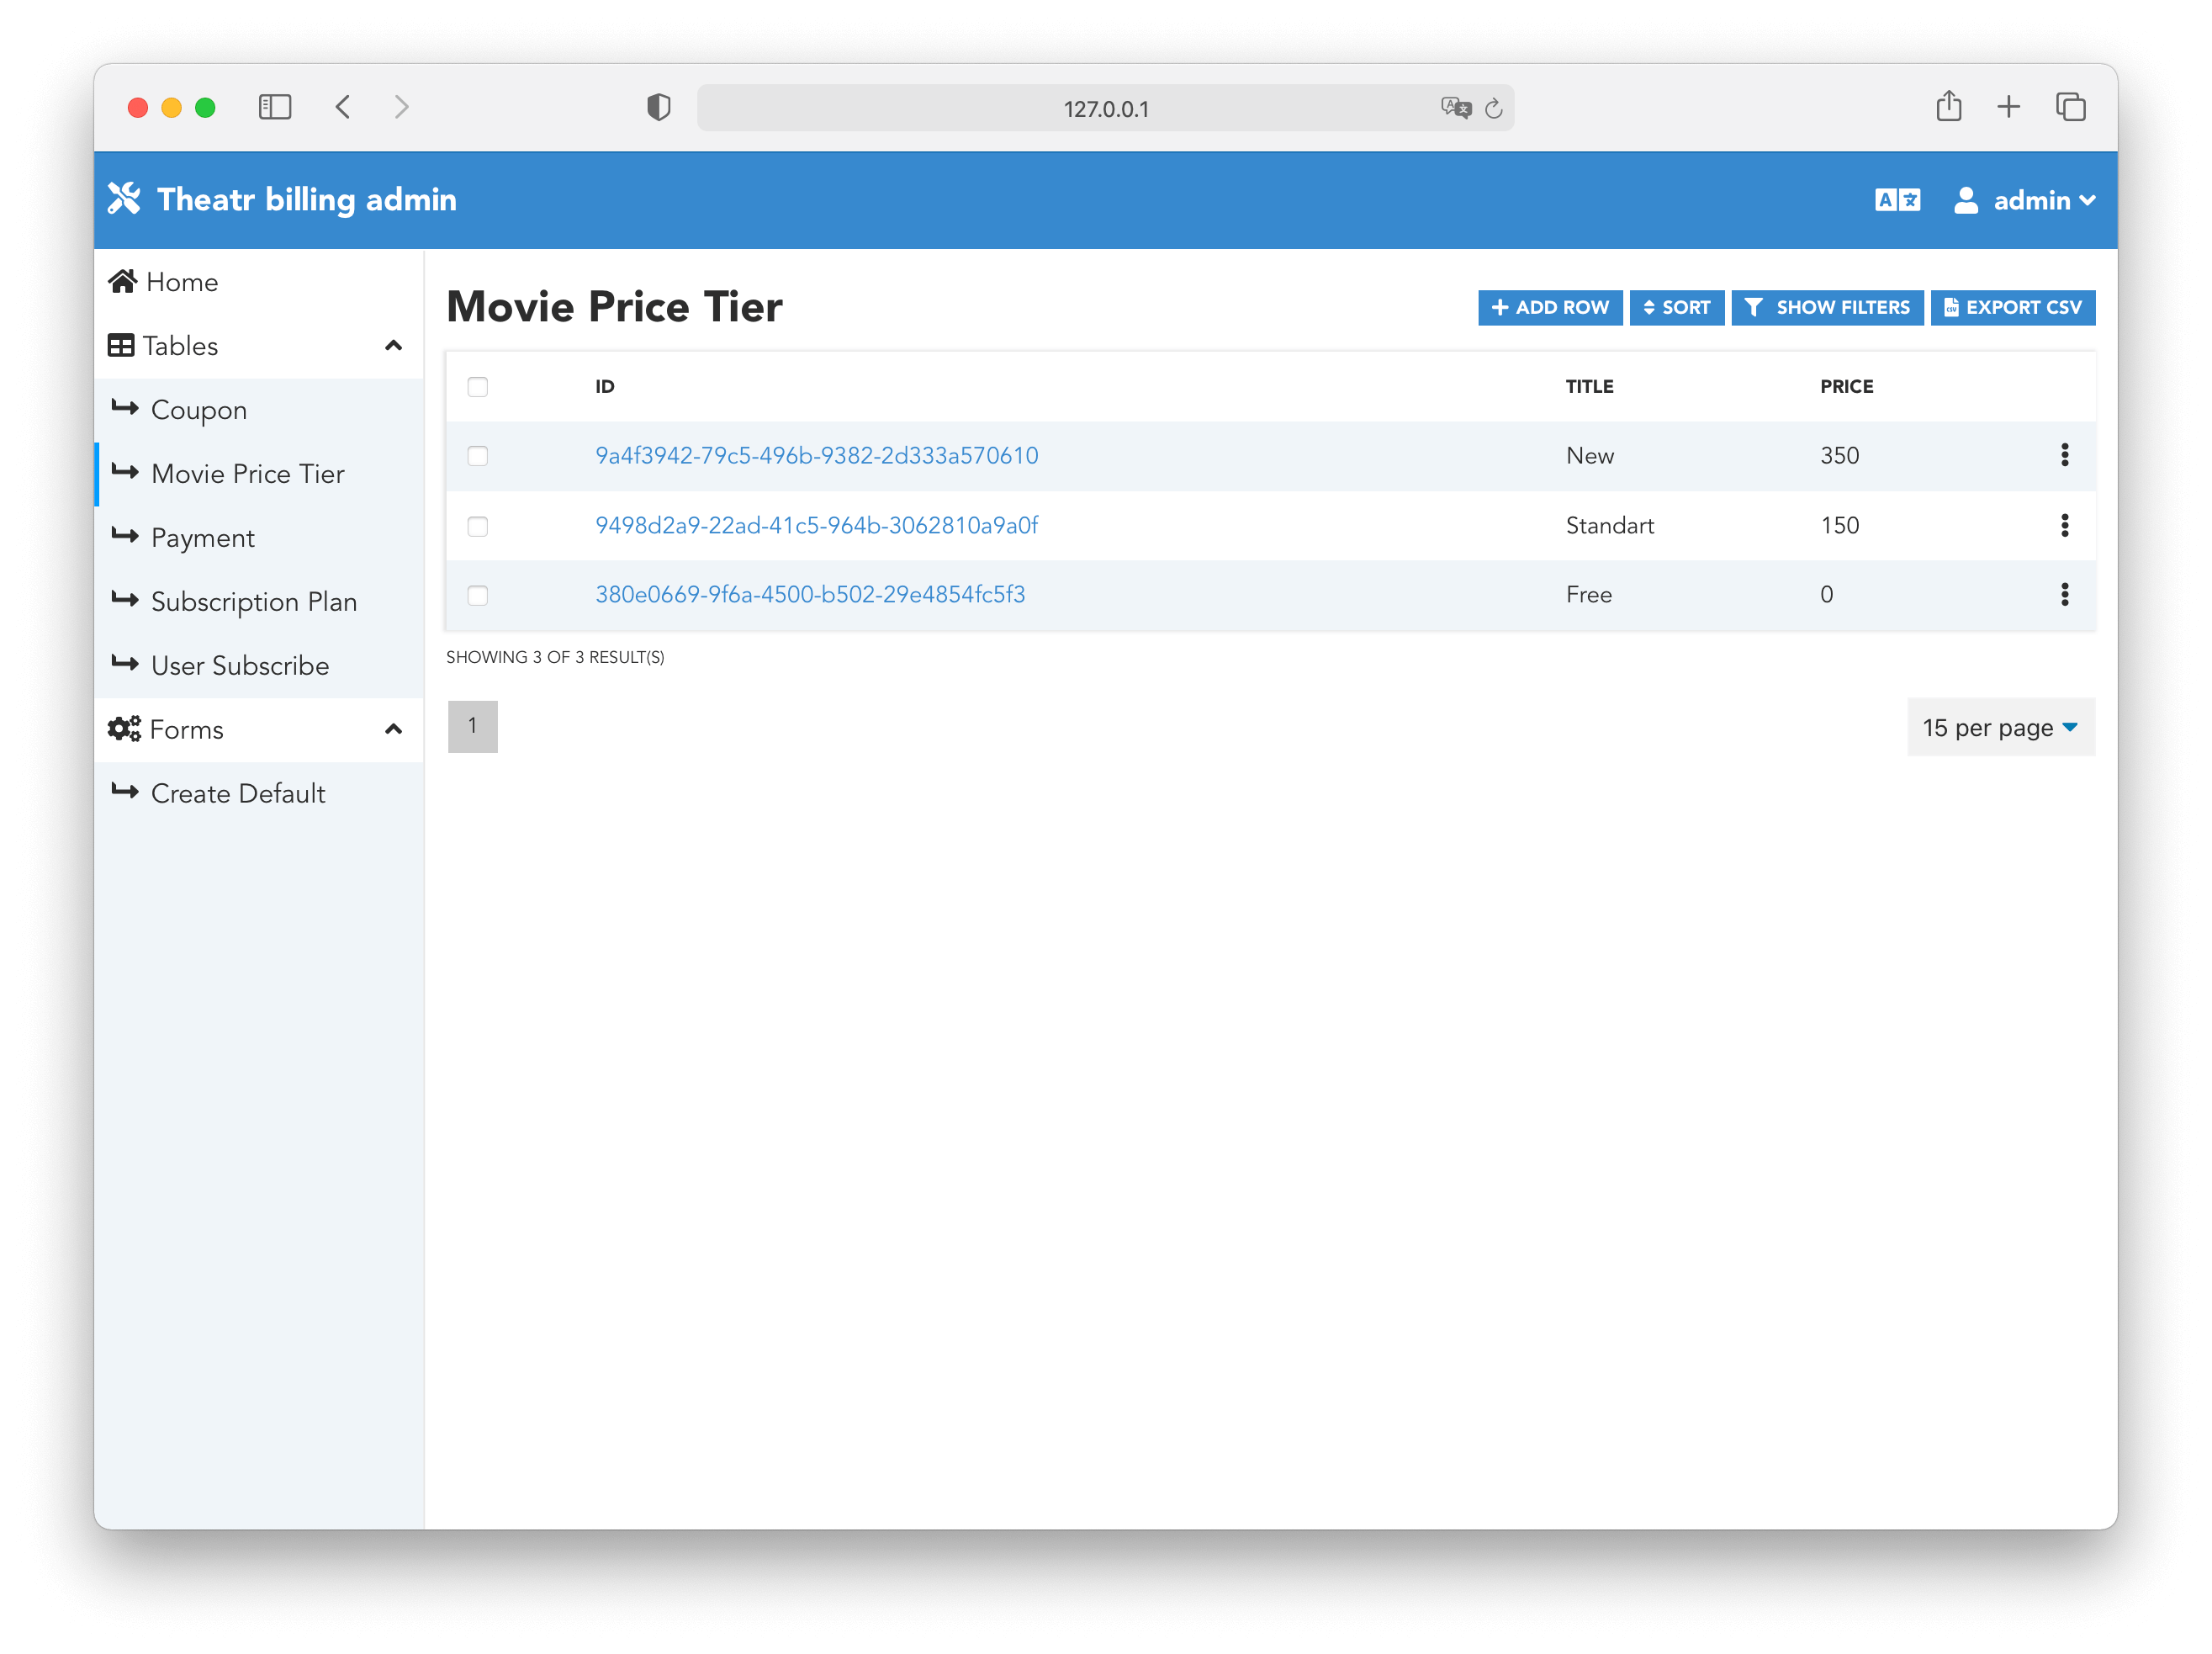 127.0.0.1
Theatr billing admin
admin
Home
Tables
Coupon
Movie Price Tier
Payment
Subscription Plan
User Subscribe
Forms
Create Default
Movie Price Tier
ADD ROW SORT SHOW FILTERS EXPORT CSV
ID TITLE PRICE
9a4f3942-79c5-496b-9382-2d333a570610 New 350
9498d2a9-22ad-41c5-964b-3062810a9a0f Standart 150
380e0669-9f6a-4500-b502-29e4854fc5f3 Free 0
SHOWING 3 OF 3 RESULT(S)
1
15 per page